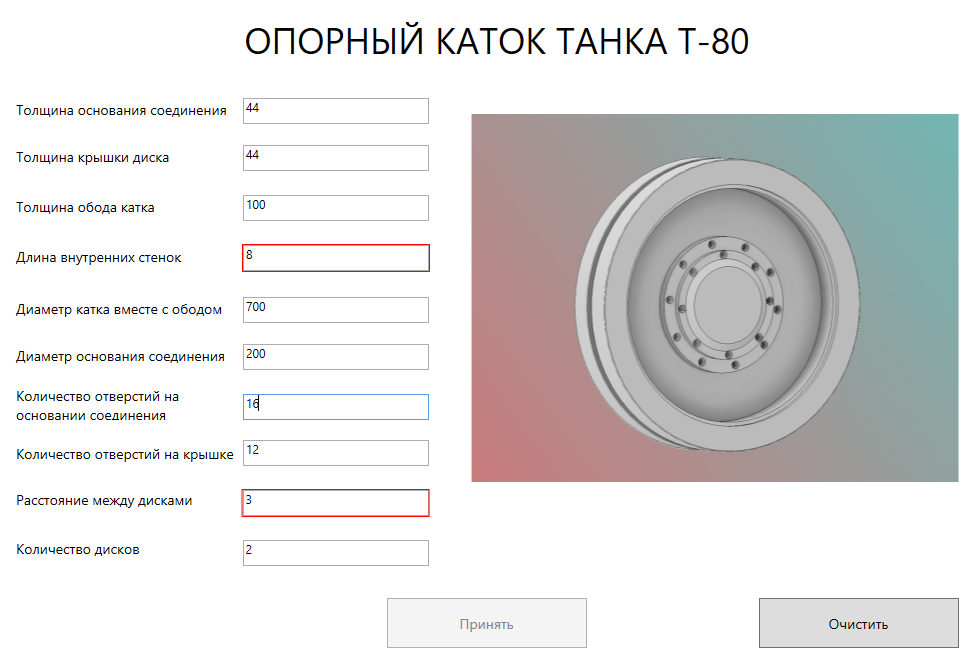 ОПОРНЫЙ КАТОК ТАНКА Т-80
Толщина основания соединения 44
Толщина крышки диска 44
Толщина обода катка 100
Длина внутренних стенок 8
Диаметр катка вместе с ободом 700
Диаметр основания соединения 200
Количество отверстий на
основании соединения 16
Количество отверстий на крышке 12
Расстояние между дисками 3
Количество дисков 2
Принять Очистить